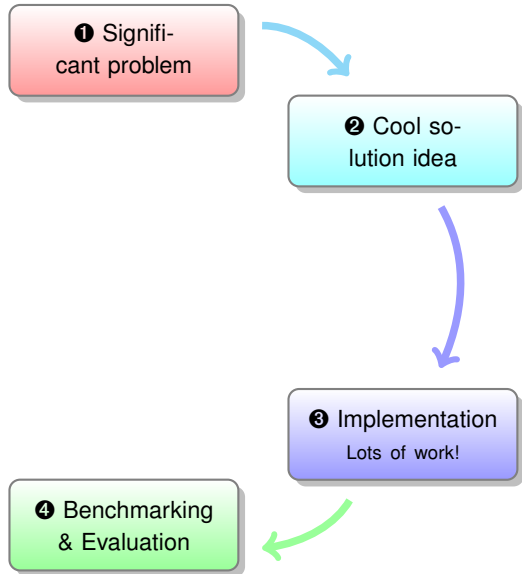 ❶ Signifi-
cant problem
❷ Cool so-
lution idea
❸ Implementation
Lots of work!
❹ Benchmarking
& Evaluation